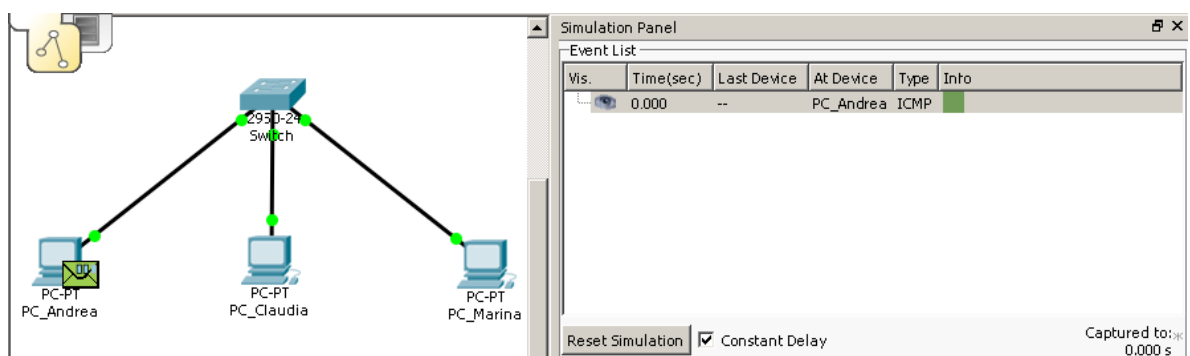 2950-24
Switch
PC-PT
PC_Andrea
PC-PT
PC_Claudia
PC-PT
PC_Marina
Simulation Panel
Event List
Vis. Time(sec) Last Device At Device Type Info
0.000 -- PC_Andrea ICMP
Reset Simulation Constant Delay Captured to:
0.000 s